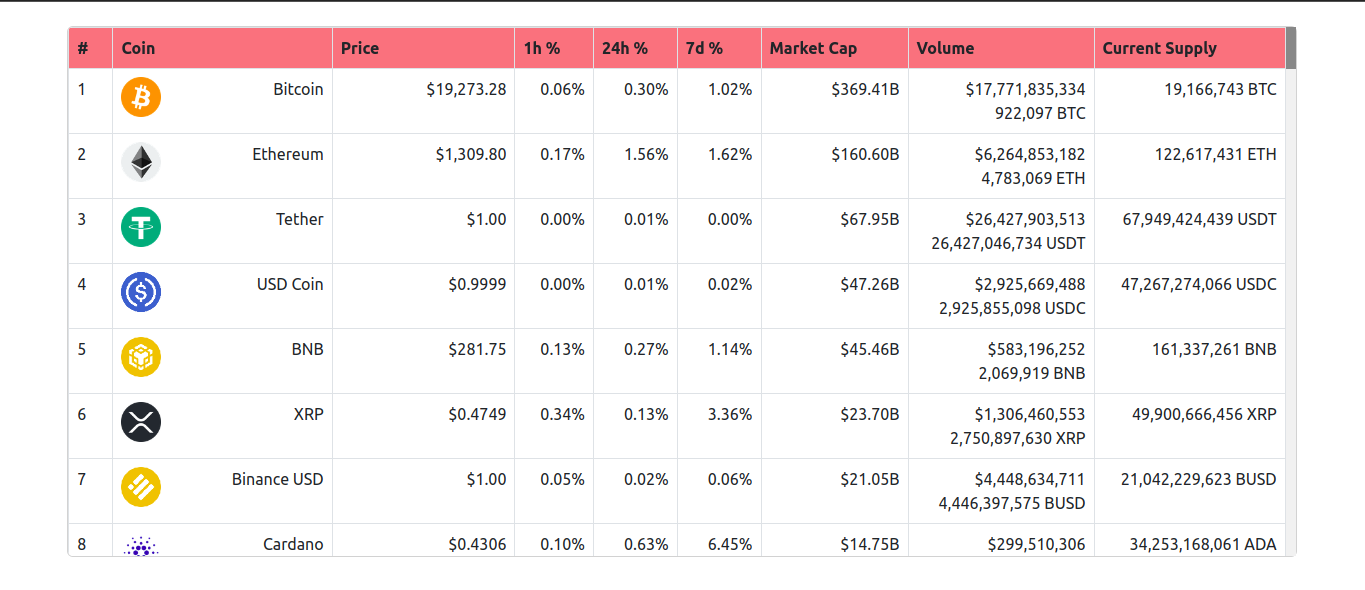 # Coin Price 1h % 24h % 7d % Market Cap Volume Current Supply
1 Bitcoin $19,273.28 0.06% 0.30% 1.02% $369.41B $17,771,835,334 19,166,743 BTC
922,097 BTC
2 Ethereum $1,309.80 0.17% 1.56% 1.62% $160.60B $6,264,853,182 122,617,431 ETH
4,783,069 ETH
3 Tether $1.00 0.00% 0.01% 0.00% $67.95B $26,427,903,513 67,949,424,439 USDT
26,427,046,734 USDT
4 USD Coin $0.9999 0.00% 0.01% 0.02% $47.26B $2,925,669,488 47,267,274,066 USDC
2,925,855,098 USDC
5 BNB $281.75 0.13% 0.27% 1.14% $45.46B $583,196,252 161,337,261 BNB
2,069,919 BNB
6 XRP $0.4749 0.34% 0.13% 3.36% $23.70B $1,306,460,553 49,900,666,456 XRP
2,750,897,630 XRP
7 Binance USD $1.00 0.05% 0.02% 0.06% $21.05B $4,448,634,711 21,042,229,623 BUSD
4,446,397,575 BUSD
8 Cardano $0.4306 0.10% 0.63% 6.45% $14.75B $299,510,306 34,253,168,061 ADA